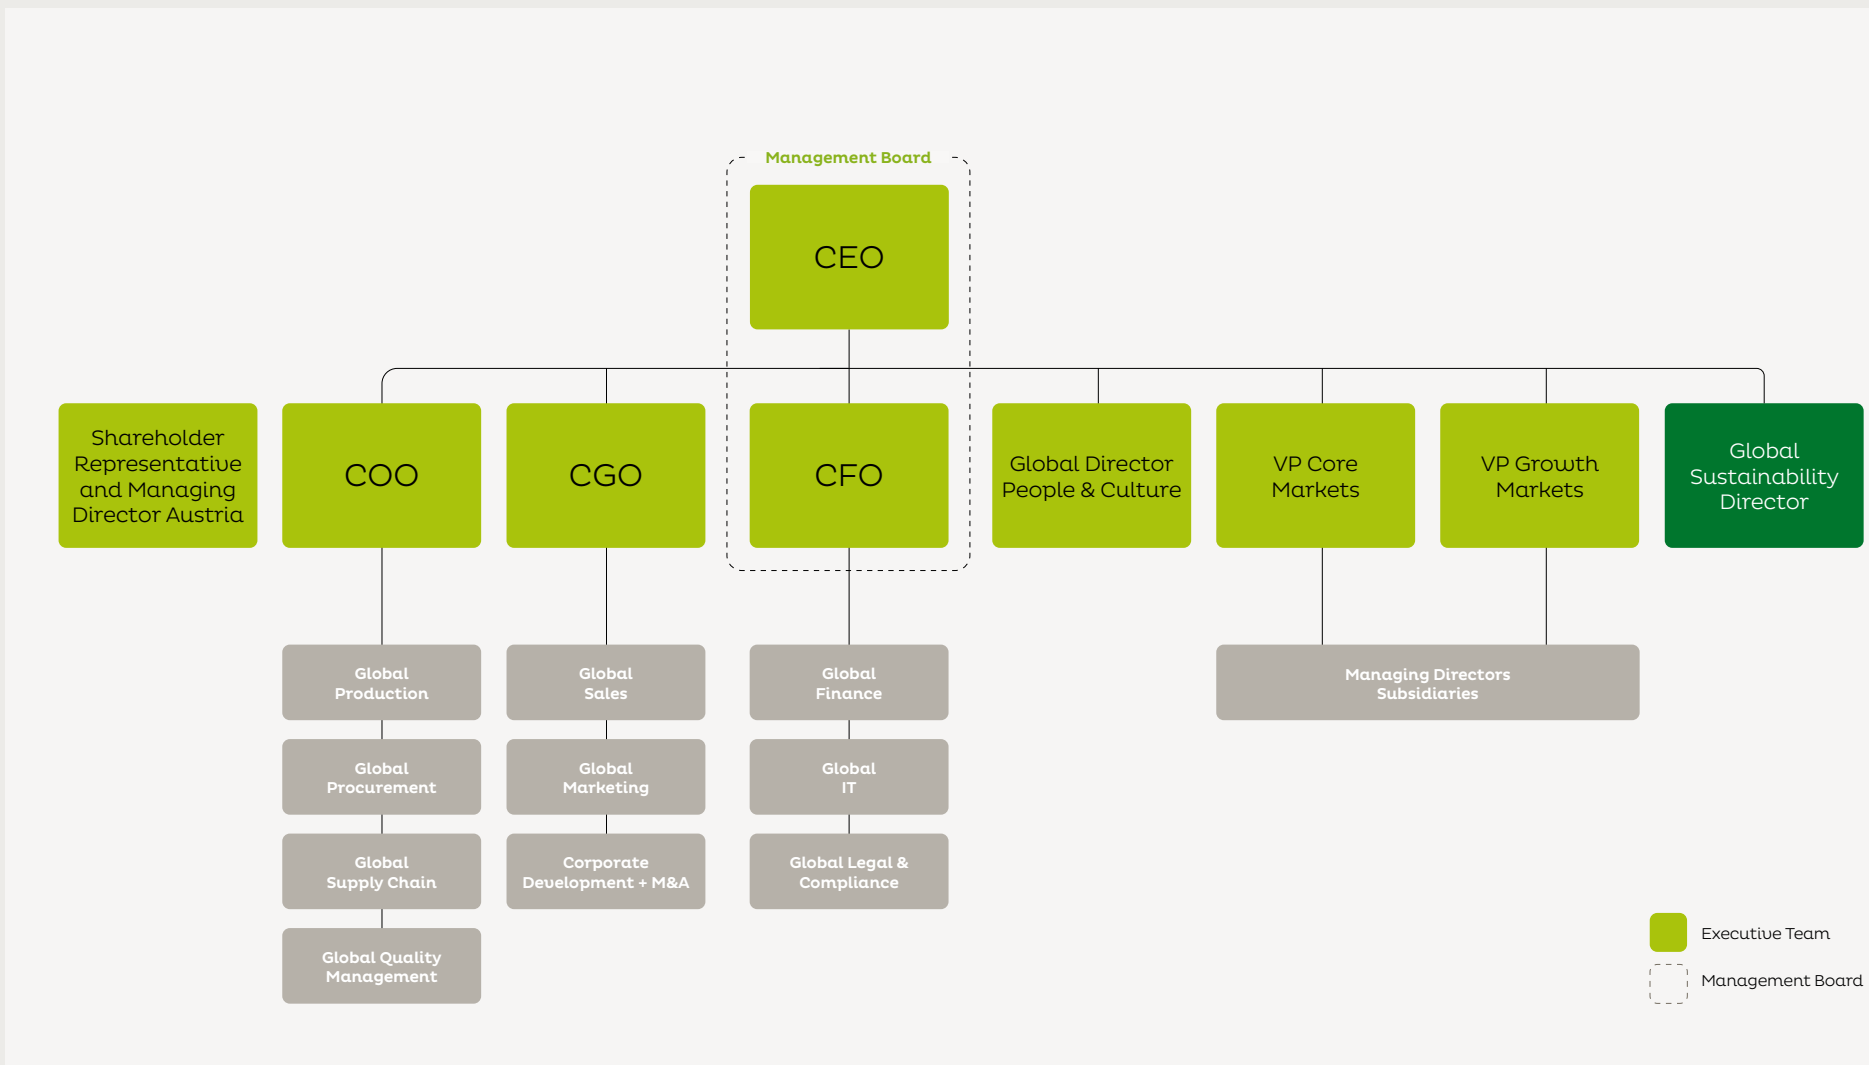 Management Board
CEO
Shareholder
Representative
and Managing
Director Austria
COO
CGO
CFO
Global Director
People & Culture
VP Core
Markets
VP Growth
Markets
Global
Sustainability
Director
Global
Production
Global
Procurement
Global
Supply Chain
Global Quality
Management
Global
Sales
Global
Marketing
Corporate
Development + M&A
Global
Finance
Global
IT
Global Legal &
Compliance
Managing Directors
Subsidiaries
Executive Team
Management Board